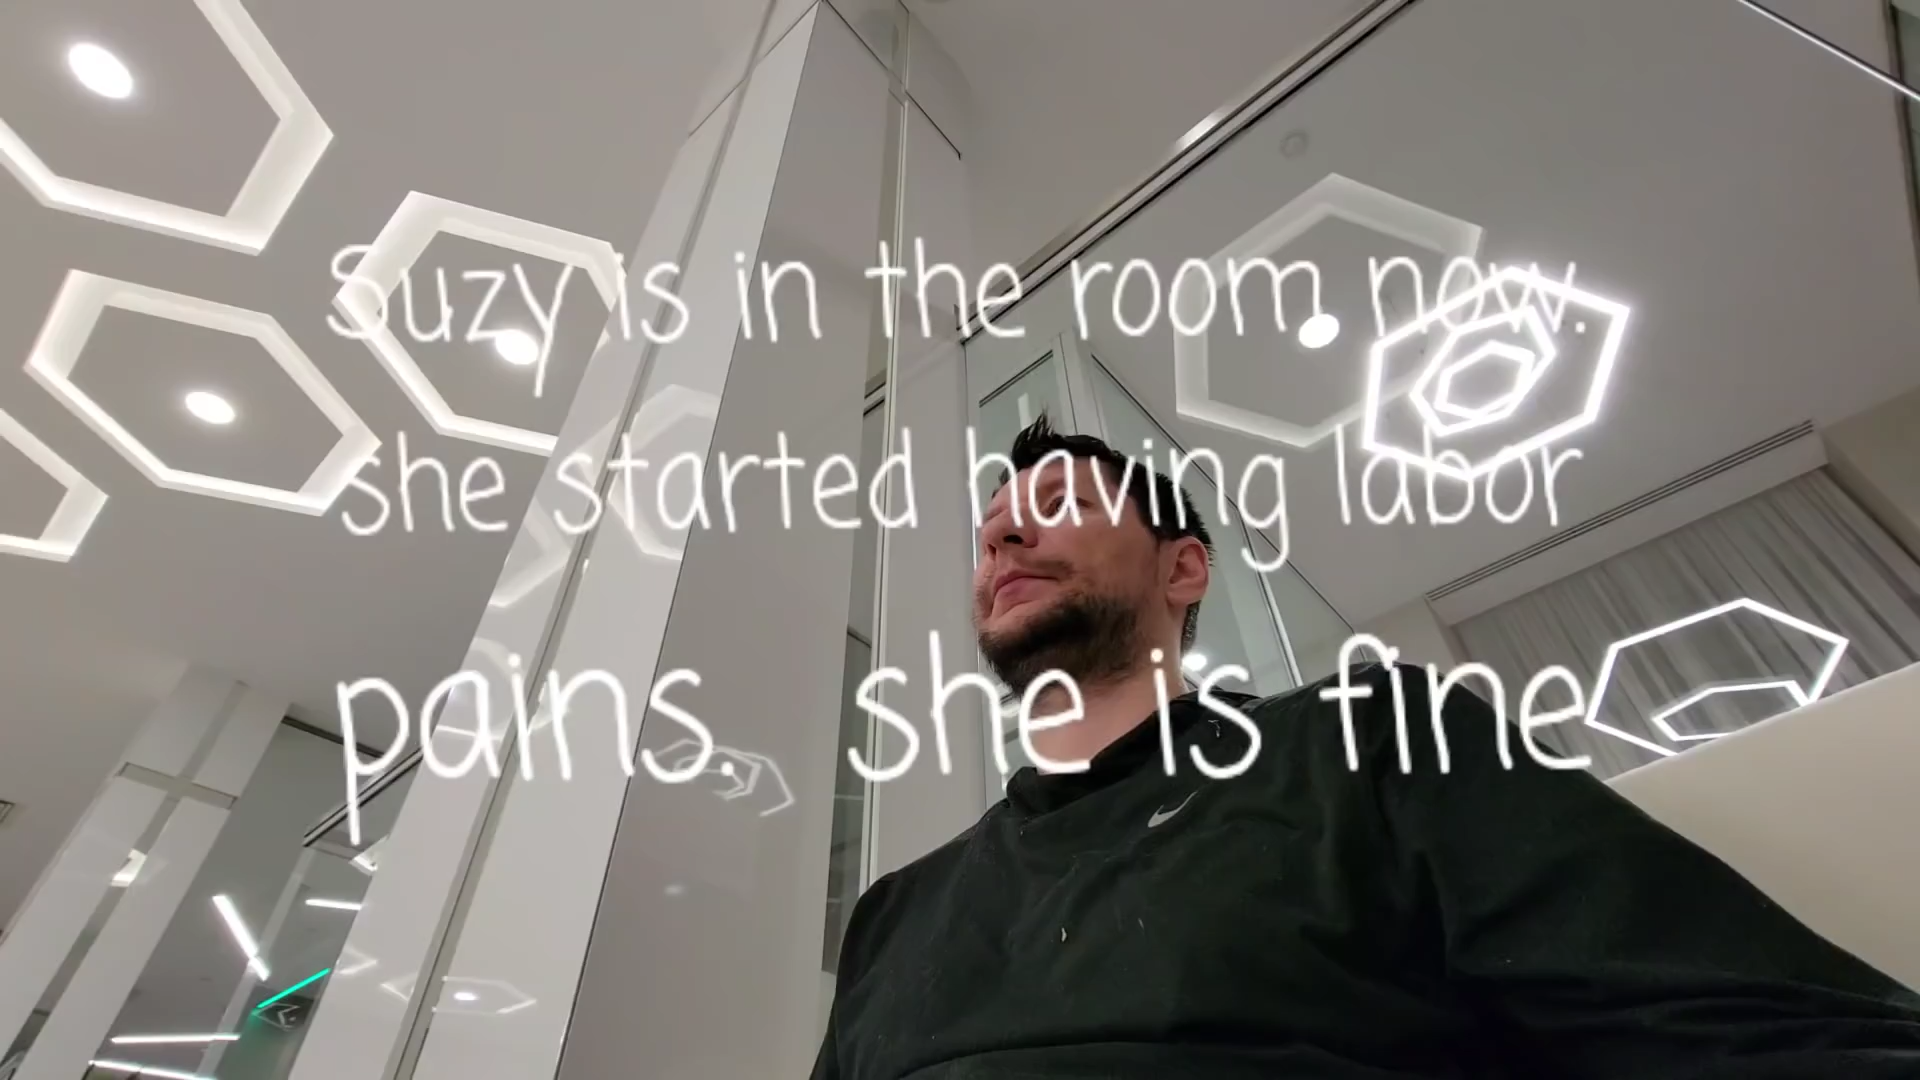 Suzy is in the room now.
she started having labor
pains. she is fine